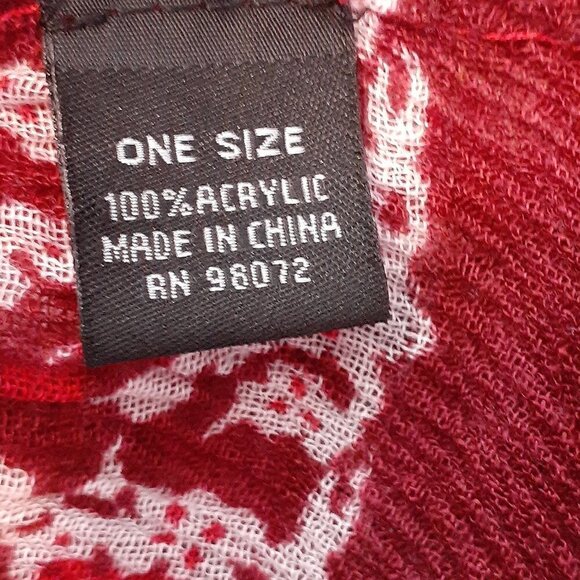 ONE SIZE
100%ACRYLIC
MADE IN CHINA
RN 98072